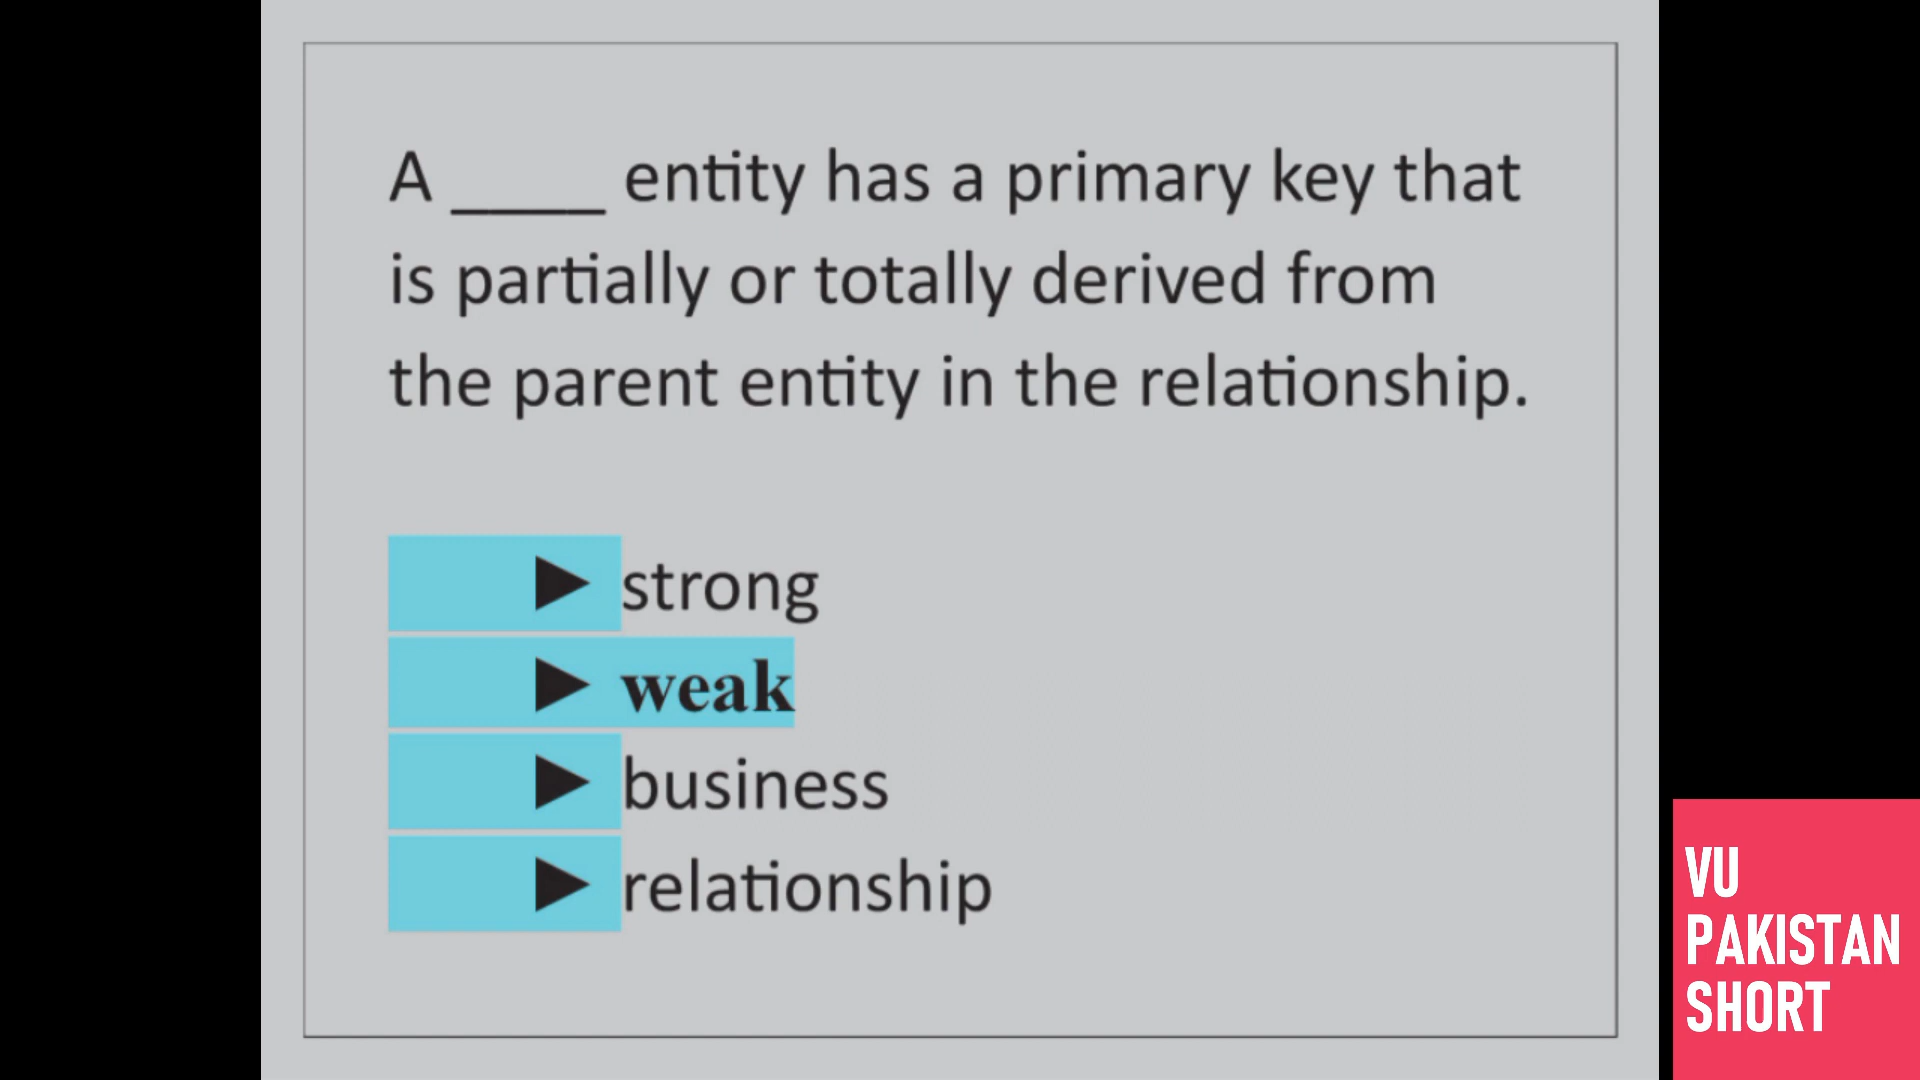 A ____ entity has a primary key that
is partially or totally derived from
the parent entity in the relationship.
▶ strong
▶ weak
▶ business
▶ relationship
VU
PAKISTAN
SHORT